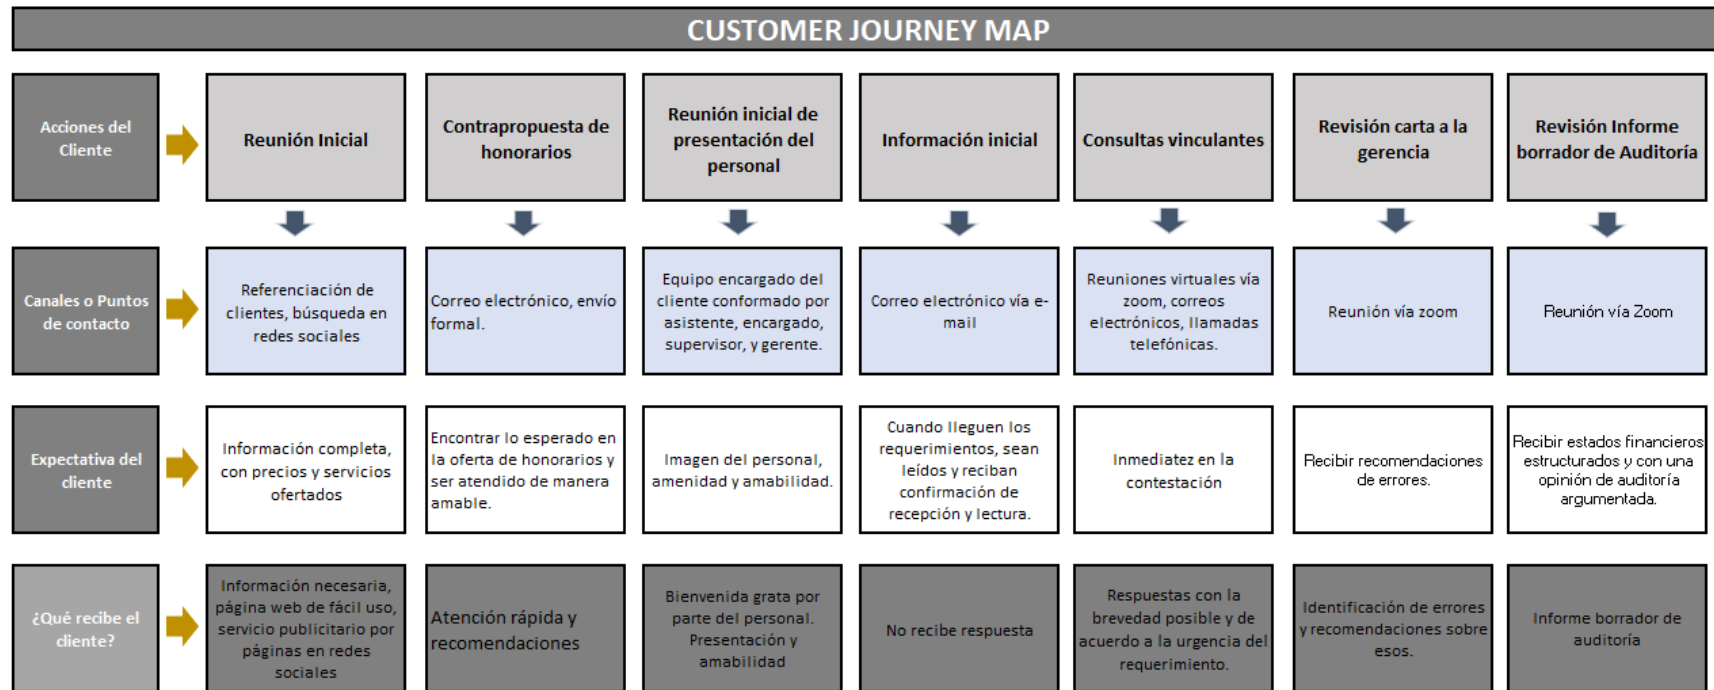 CUSTOMER JOURNEY MAP
Acciones del
Cliente
Reunión Inicial
Contrapropuesta de
honorarios
Reunión inicial de
presentación del
personal
Información inicial
Consultas vinculantes
Revisión carta a la
gerencia
Revisión Informe
borrador de Auditoría
Canales o Puntos
de contacto
Referenciación de
clientes, búsqueda en
redes sociales
Correo electrónico, envío
formal.
Equipo encargado del
cliente conformado por
asistente, encargado,
supervisor, y gerente.
Correo electrónico vía e-
mail
Reuniones virtuales vía
zoom, correos
electrónicos, llamadas
telefónicas.
Reunión vía zoom
Reunión vía Zoom
Expectativa del
cliente
Información completa,
con precios y servicios
ofertados
Encontrar lo esperado en
la oferta de honorarios y
ser atendido de manera
amable.
Imagen del personal,
amenidad y amabilidad.
Cuando lleguen los
requerimientos, sean
leídos y reciban
confirmación de
recepción y lectura.
Inmediatez en la
contestación
Recibir recomendaciones
de errores.
Recibir estados financieros
estructurados y con una
opinión de auditoría
argumentada.
¿Qué recibe el
cliente?
Información necesaria,
página web de fácil uso,
servicio publicitario por
páginas en redes
sociales
Atención rápida y
recomendaciones
Bienvenida grata por
parte del personal.
Presentación y
amabilidad
No recibe respuesta
Respuestas con la
brevedad posible y de
acuerdo a la urgencia del
requerimiento.
Identificación de errores
y recomendaciones sobre
esos.
Informe borrador de
auditoría